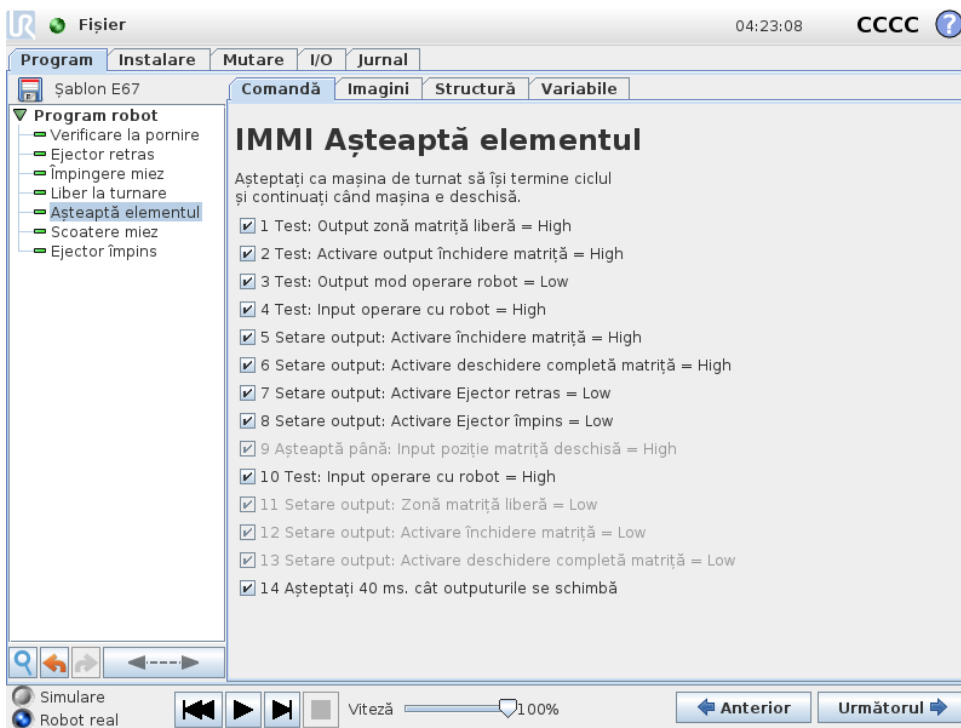 UR Fișier 04:23:08 CCCC ?
Program Instalare Mutare I/O Jurnal
Șablon E67
Comandă Imagini Structură Variabile
Program robot
Verificare la pornire
Ejector retras
Împingere miez
Liber la turnare
Așteaptă elementul
Scoatere miez
Ejector împins
IMMI Așteaptă elementul
Așteptați ca mașina de turnat să își termine ciclul
și continuați când mașina e deschisă.
1 Test: Output zonă matriță liberă = High
2 Test: Activare output închidere matriță = High
3 Test: Output mod operare robot = Low
4 Test: Input operare cu robot = High
5 Setare output: Activare închidere matriță = High
6 Setare output: Activare deschidere completă matriță = High
7 Setare output: Activare Ejector retras = Low
8 Setare output: Activare Ejector împins = Low
9 Așteaptă până: Input poziție matriță deschisă = High
10 Test: Input operare cu robot = High
11 Setare output: Zonă matriță liberă = Low
12 Setare output: Activare închidere matriță = Low
13 Setare output: Activare deschidere completă matriță = Low
14 Așteptați 40 ms. cât outputurile se schimbă
Simulare
Robot real
Viteză 100%
Anterior
Următorul